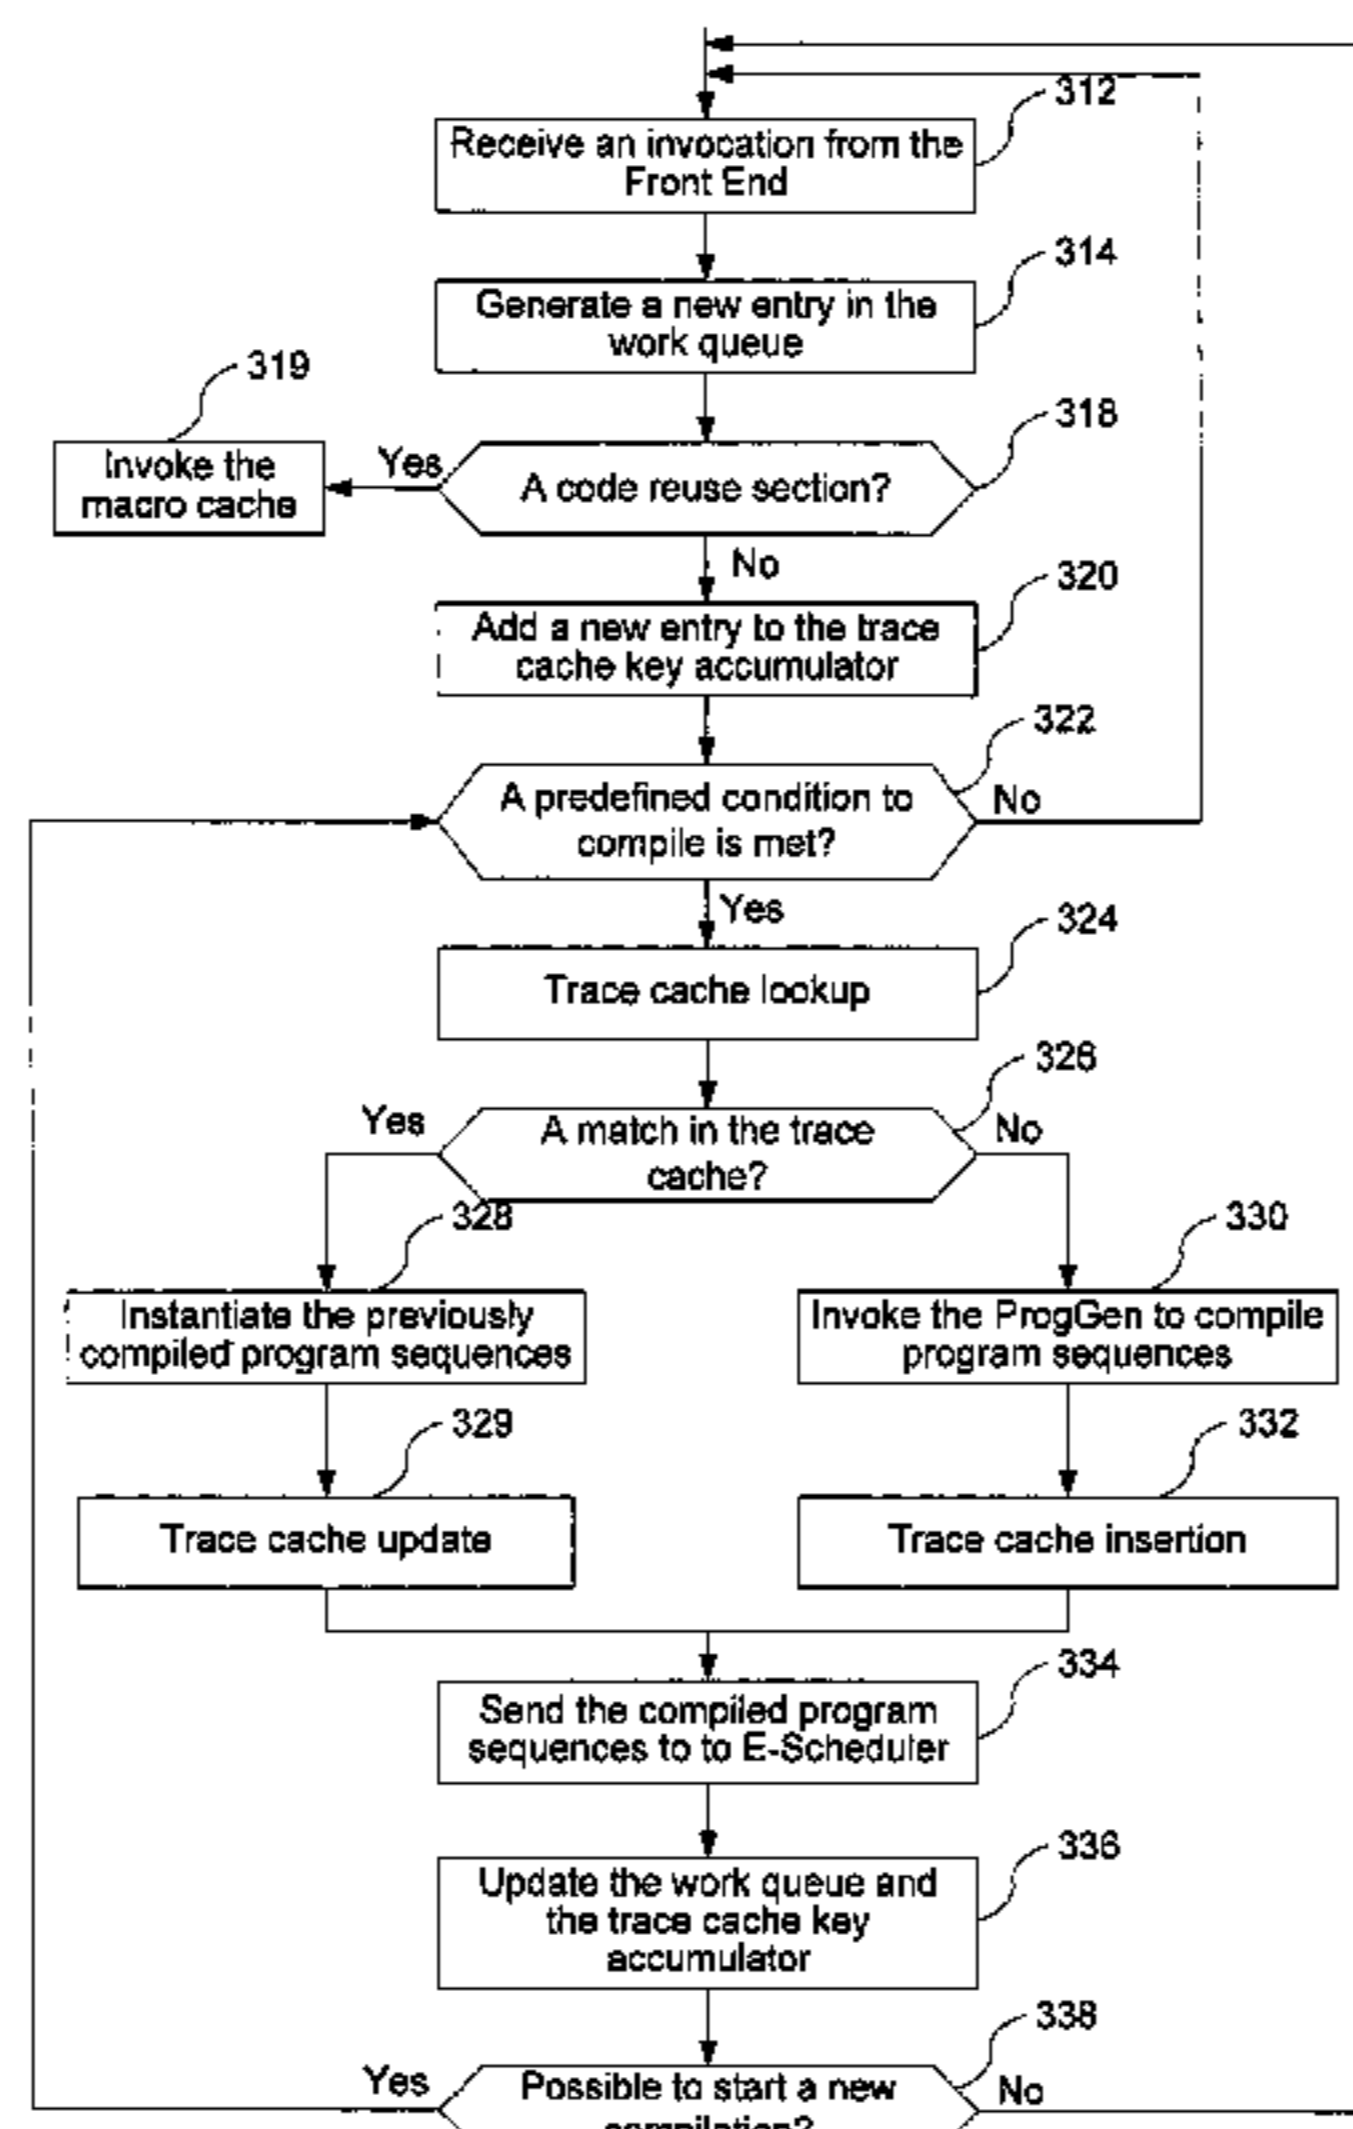 312
Receive an invocation from the
Front End
314
Generate a new entry in the
work queue
319
318
Invoke the
macro cache
Yes
A code reuse section?
No
320
Add a new entry to the trace
cache key accumulator
322
A predefined condition to
compile is met?
No
Yes
324
Trace cache lookup
326
Yes
A match in the trace
cache?
No
328
330
Instantiate the previously
compiled program sequences
Invoke the ProgGen to compile
program sequences
329
332
Trace cache update
Trace cache insertion
334
Send the compiled program
sequences to to E-Scheduler
336
Update the work queue and
the trace cache key
accumulator
338
Yes
Possible to start a new
compilation?
No